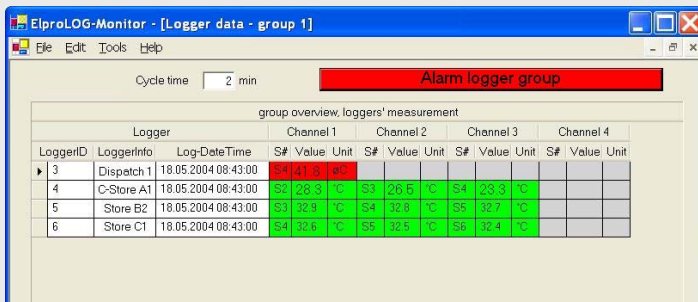 ElproLOG-Monitor - [Logger data - group 1]
File Edit Tools Help
Cycle time 2 min Alarm logger group
group overview, loggers' measurement
Logger Channel 1 Channel 2 Channel 3 Channel 4
LoggerID LoggerInfo Log-DateTime S# Value Unit S# Value Unit S# Value Unit S# Value Unit
3 Dispatch 1 18.05.2004 08:43:00 S4 41.8 øC
4 C-Store A1 18.05.2004 08:43:00 S2 28.3 °C S3 26.5 °C S4 23.3 °C
5 Store B2 18.05.2004 08:43:00 S3 32.9 °C S4 32.8 °C S5 32.7 °C
6 Store C1 18.05.2004 08:43:00 S4 32.6 °C S5 32.5 °C S6 32.4 °C